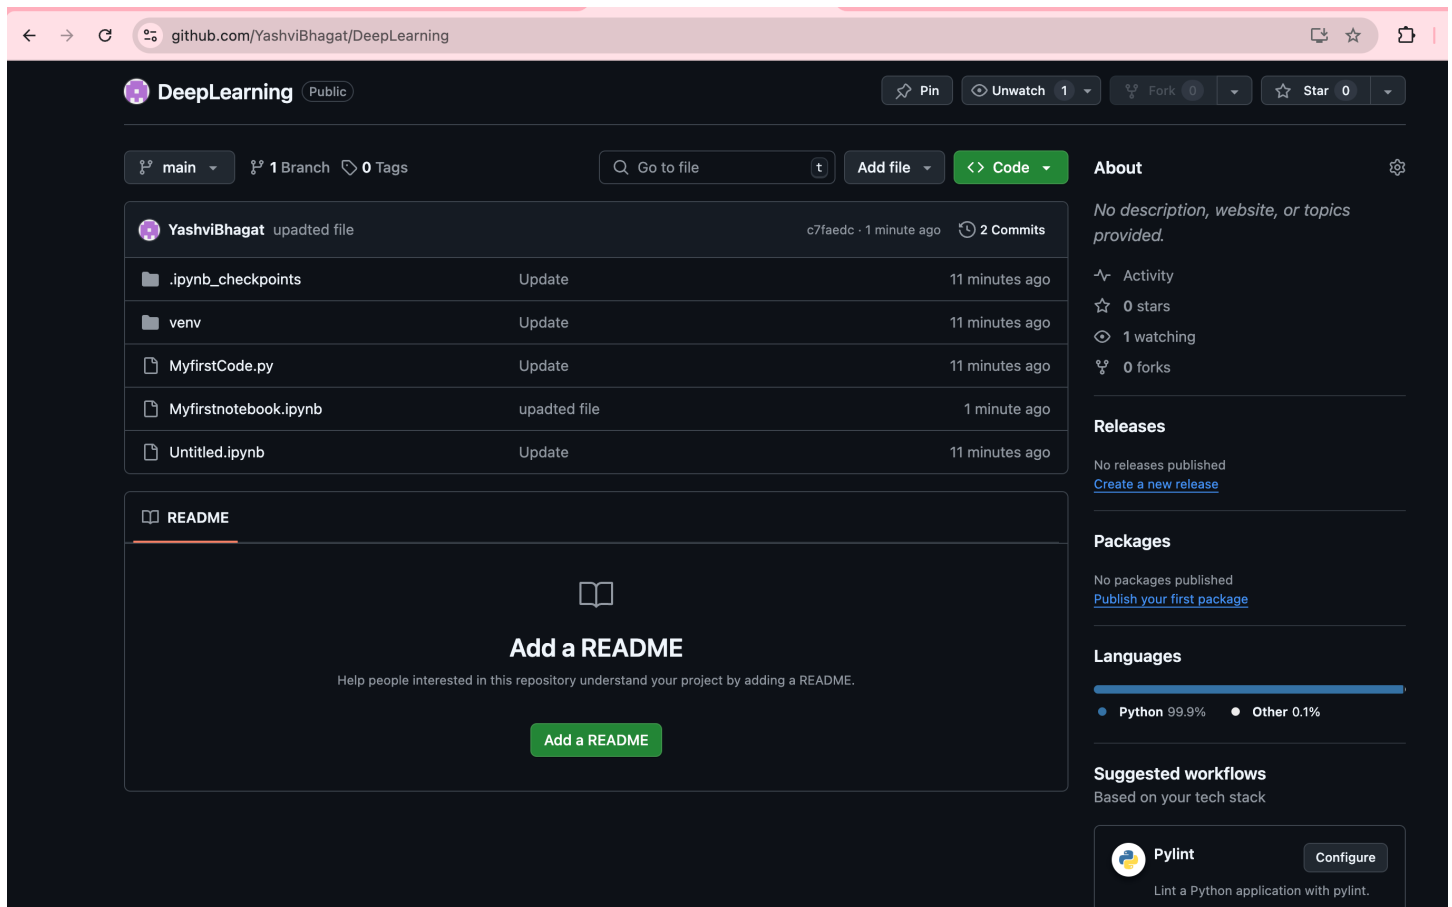 github.com/YashviBhagat/DeepLearning
DeepLearning Public
Pin Unwatch 1 Fork 0 Star 0
main 1 Branch 0 Tags Go to file t Add file Code
YashviBhagat upadted file c7faedc · 1 minute ago 2 Commits
.ipynb_checkpoints Update 11 minutes ago
venv Update 11 minutes ago
MyfirstCode.py Update 11 minutes ago
Myfirstnotebook.ipynb upadted file 1 minute ago
Untitled.ipynb Update 11 minutes ago
README
Add a README
Help people interested in this repository understand your project by adding a README.
Add a README
About
No description, website, or topics
provided.
Activity
0 stars
1 watching
0 forks
Releases
No releases published
Create a new release
Packages
No packages published
Publish your first package
Languages
Python 99.9% Other 0.1%
Suggested workflows
Based on your tech stack
Pylint Configure
Lint a Python application with pylint.